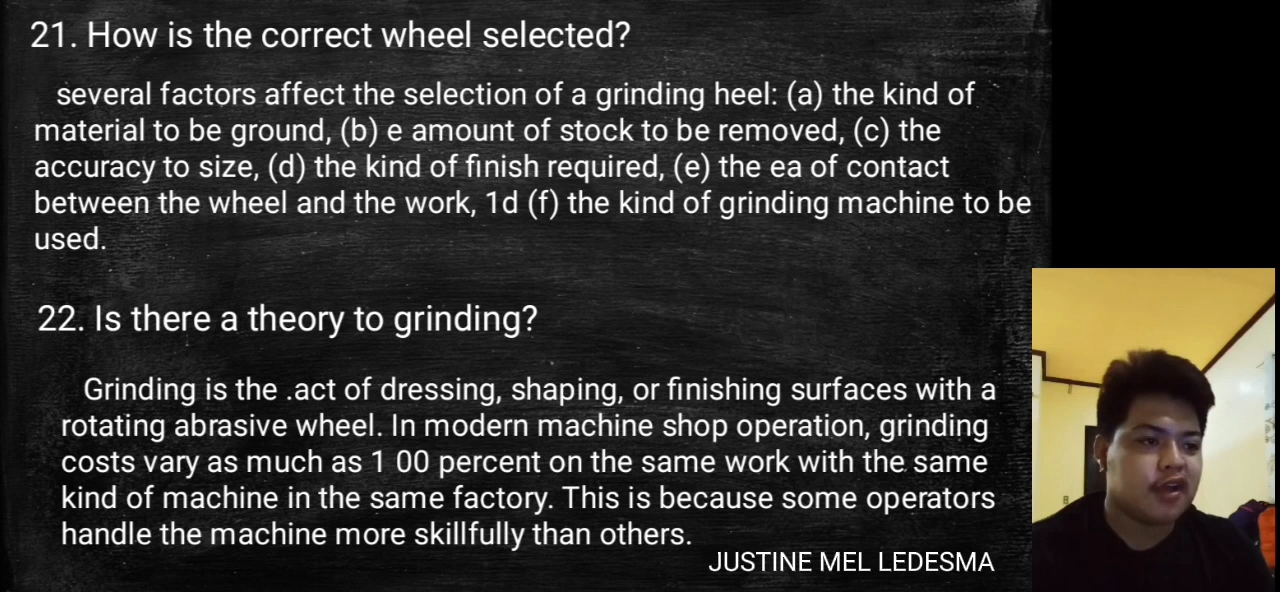 21. How is the correct wheel selected?
several factors affect the selection of a grinding heel: (a) the kind of
material to be ground, (b) e amount of stock to be removed, (c) the
accuracy to size, (d) the kind of finish required, (e) the ea of contact
between the wheel and the work, 1d (f) the kind of grinding machine to be
used.
22. Is there a theory to grinding?
Grinding is the .act of dressing, shaping, or finishing surfaces with a
rotating abrasive wheel. In modern machine shop operation, grinding
costs vary as much as 1 00 percent on the same work with the same
kind of machine in the same factory. This is because some operators
handle the machine more skillfully than others.
JUSTINE MEL LEDESMA